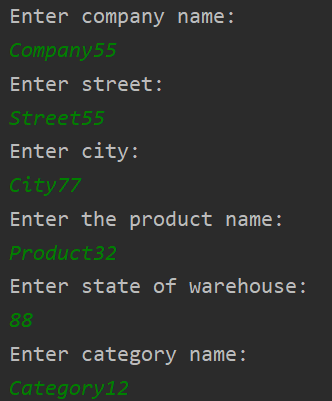 Enter company name:
Company55
Enter street:
Street55
Enter city:
City77
Enter the product name:
Product32
Enter state of warehouse:
88
Enter category name:
Category12